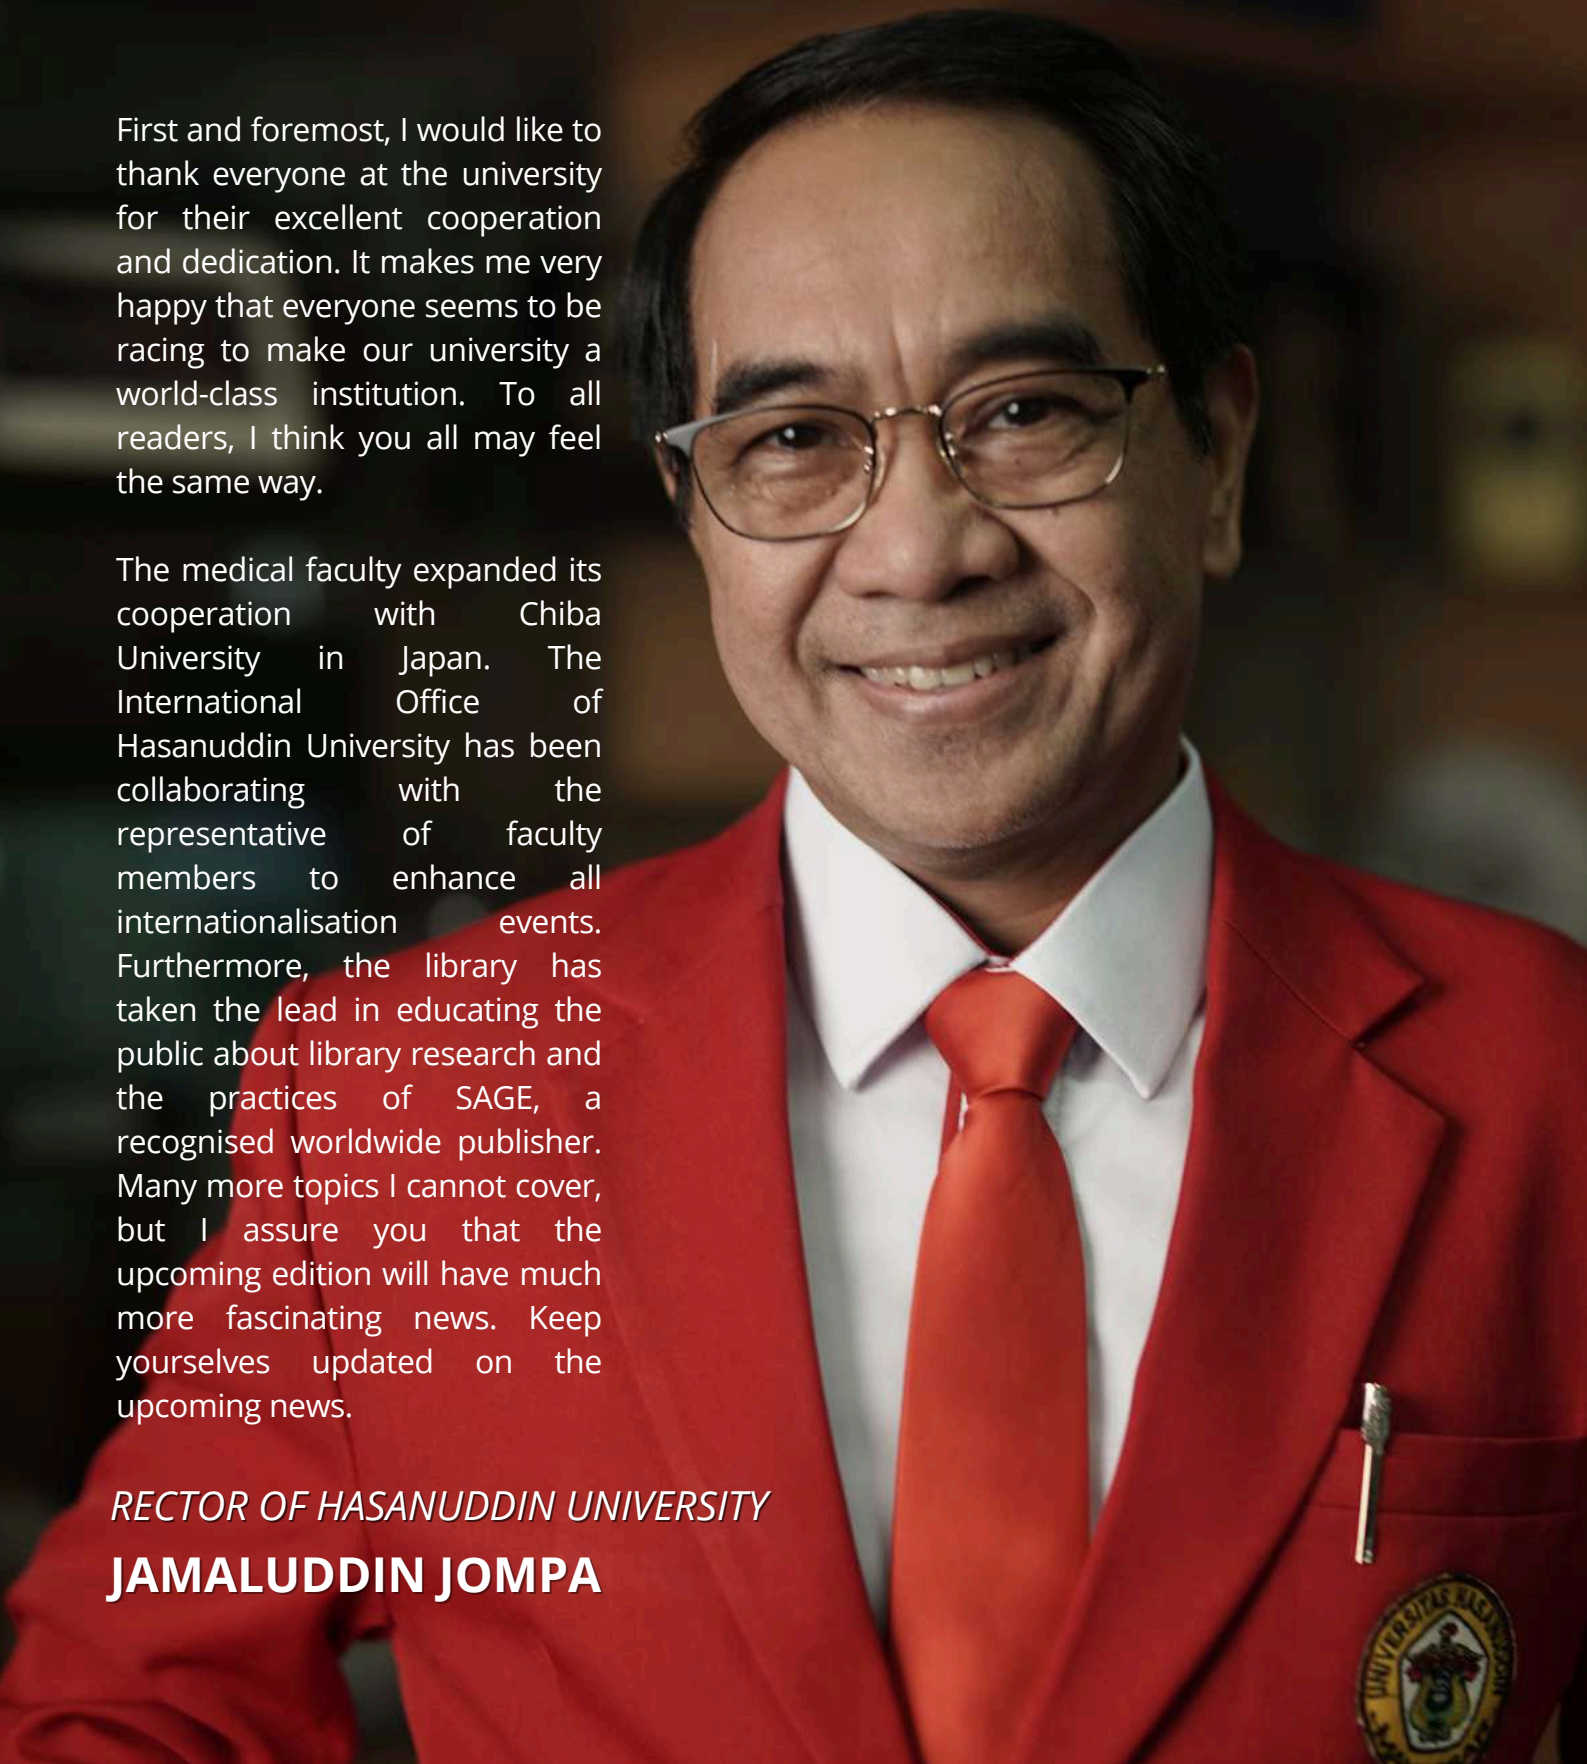 First and foremost, I would like to
thank everyone at the university
for their excellent cooperation
and dedication. It makes me very
happy that everyone seems to be
racing to make our university a
world-class institution. To all
readers, I think you all may feel
the same way.
The medical faculty expanded its
cooperation with Chiba
University in Japan. The
International Office of
Hasanuddin University has been
collaborating with the
representative of faculty
members to enhance all
internationalisation events.
Furthermore, the library has
taken the lead in educating the
public about library research and
the practices of SAGE, a
recognised worldwide publisher.
Many more topics I cannot cover,
but I assure you that the
upcoming edition will have much
more fascinating news. Keep
yourselves updated on the
upcoming news.
RECTOR OF HASANUDDIN UNIVERSITY
JAMALUDDIN JOMPA
UNIVERSITAS HASANUDDIN